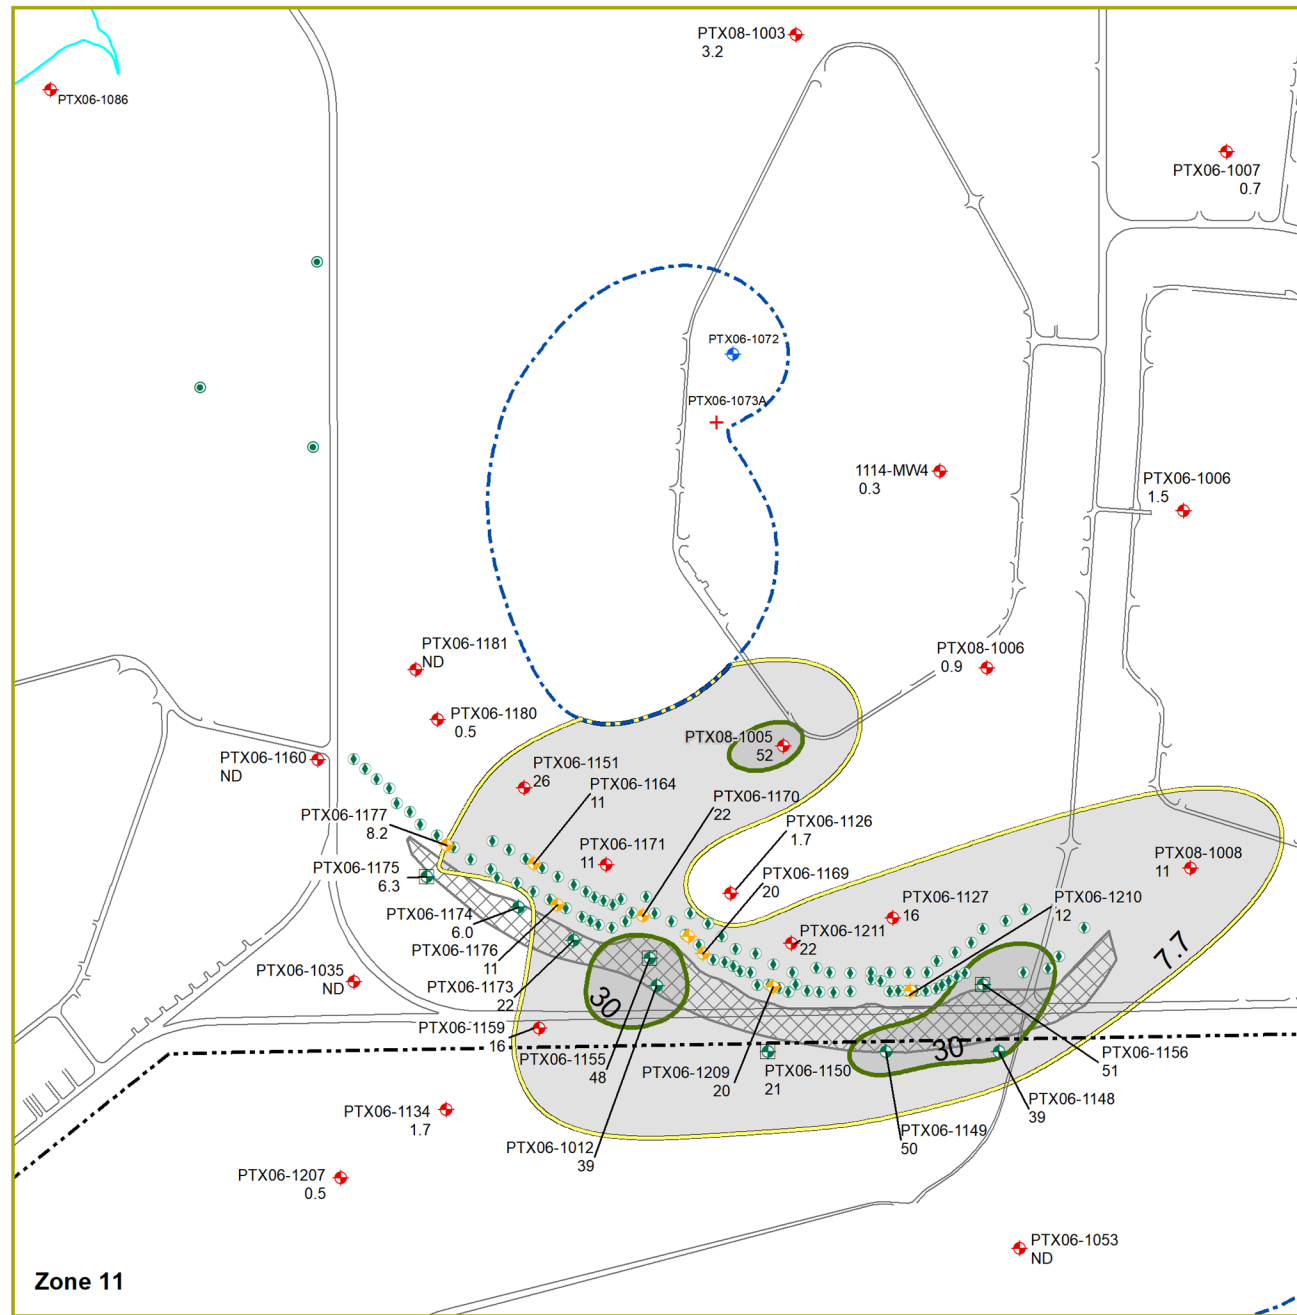 PTX08-1003
3.2
PTX06-1086
PTX06-1007
0.7
PTX06-1072
PTX06-1073A
1114-MW4
0.3
PTX06-1006
1.5
PTX06-1181
ND
PTX08-1006
0.9
PTX06-1180
0.5
PTX08-1005
52
PTX06-1160
ND
PTX06-1151
26
PTX06-1164
11
PTX06-1170
22
PTX06-1177
8.2
PTX06-1126
1.7
PTX06-1171
11
PTX08-1008
11
PTX06-1175
6.3
PTX06-1169
20
PTX06-1127
16
PTX06-1210
12
PTX06-1174
6.0
PTX06-1211
22
7.7
PTX06-1176
11
PTX06-1035
ND
PTX06-1173
22
30
PTX06-1159
16
30
PTX06-1155
48
PTX06-1209
20
PTX06-1150
21
PTX06-1156
51
PTX06-1148
39
PTX06-1134
1.7
PTX06-1149
50
PTX06-1012
39
PTX06-1207
0.5
PTX06-1053
ND
Zone 11